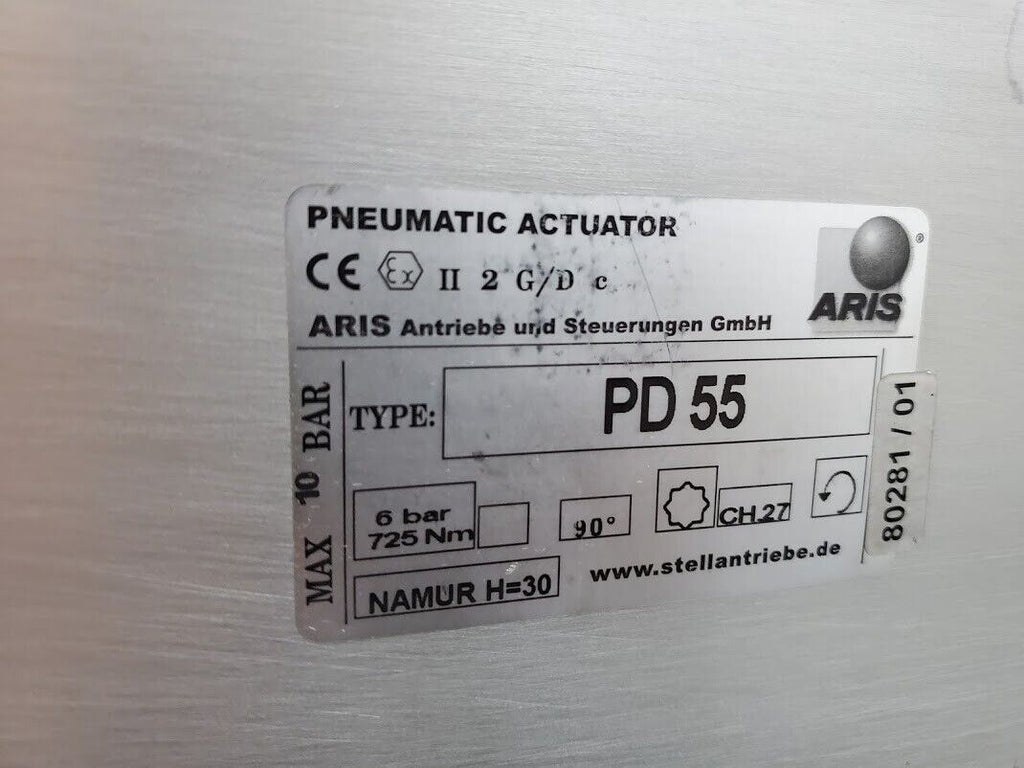 PNEUMATIC ACTUATOR
CE Ex II 2 G/D c
ARIS Antriebe und Steuerungen GmbH
ARIS®
MAX 10 BAR
TYPE: PD 55
80281 / 01
6 bar
725 Nm
90°
CH.27
NAMUR H=30
www.stellantriebe.de